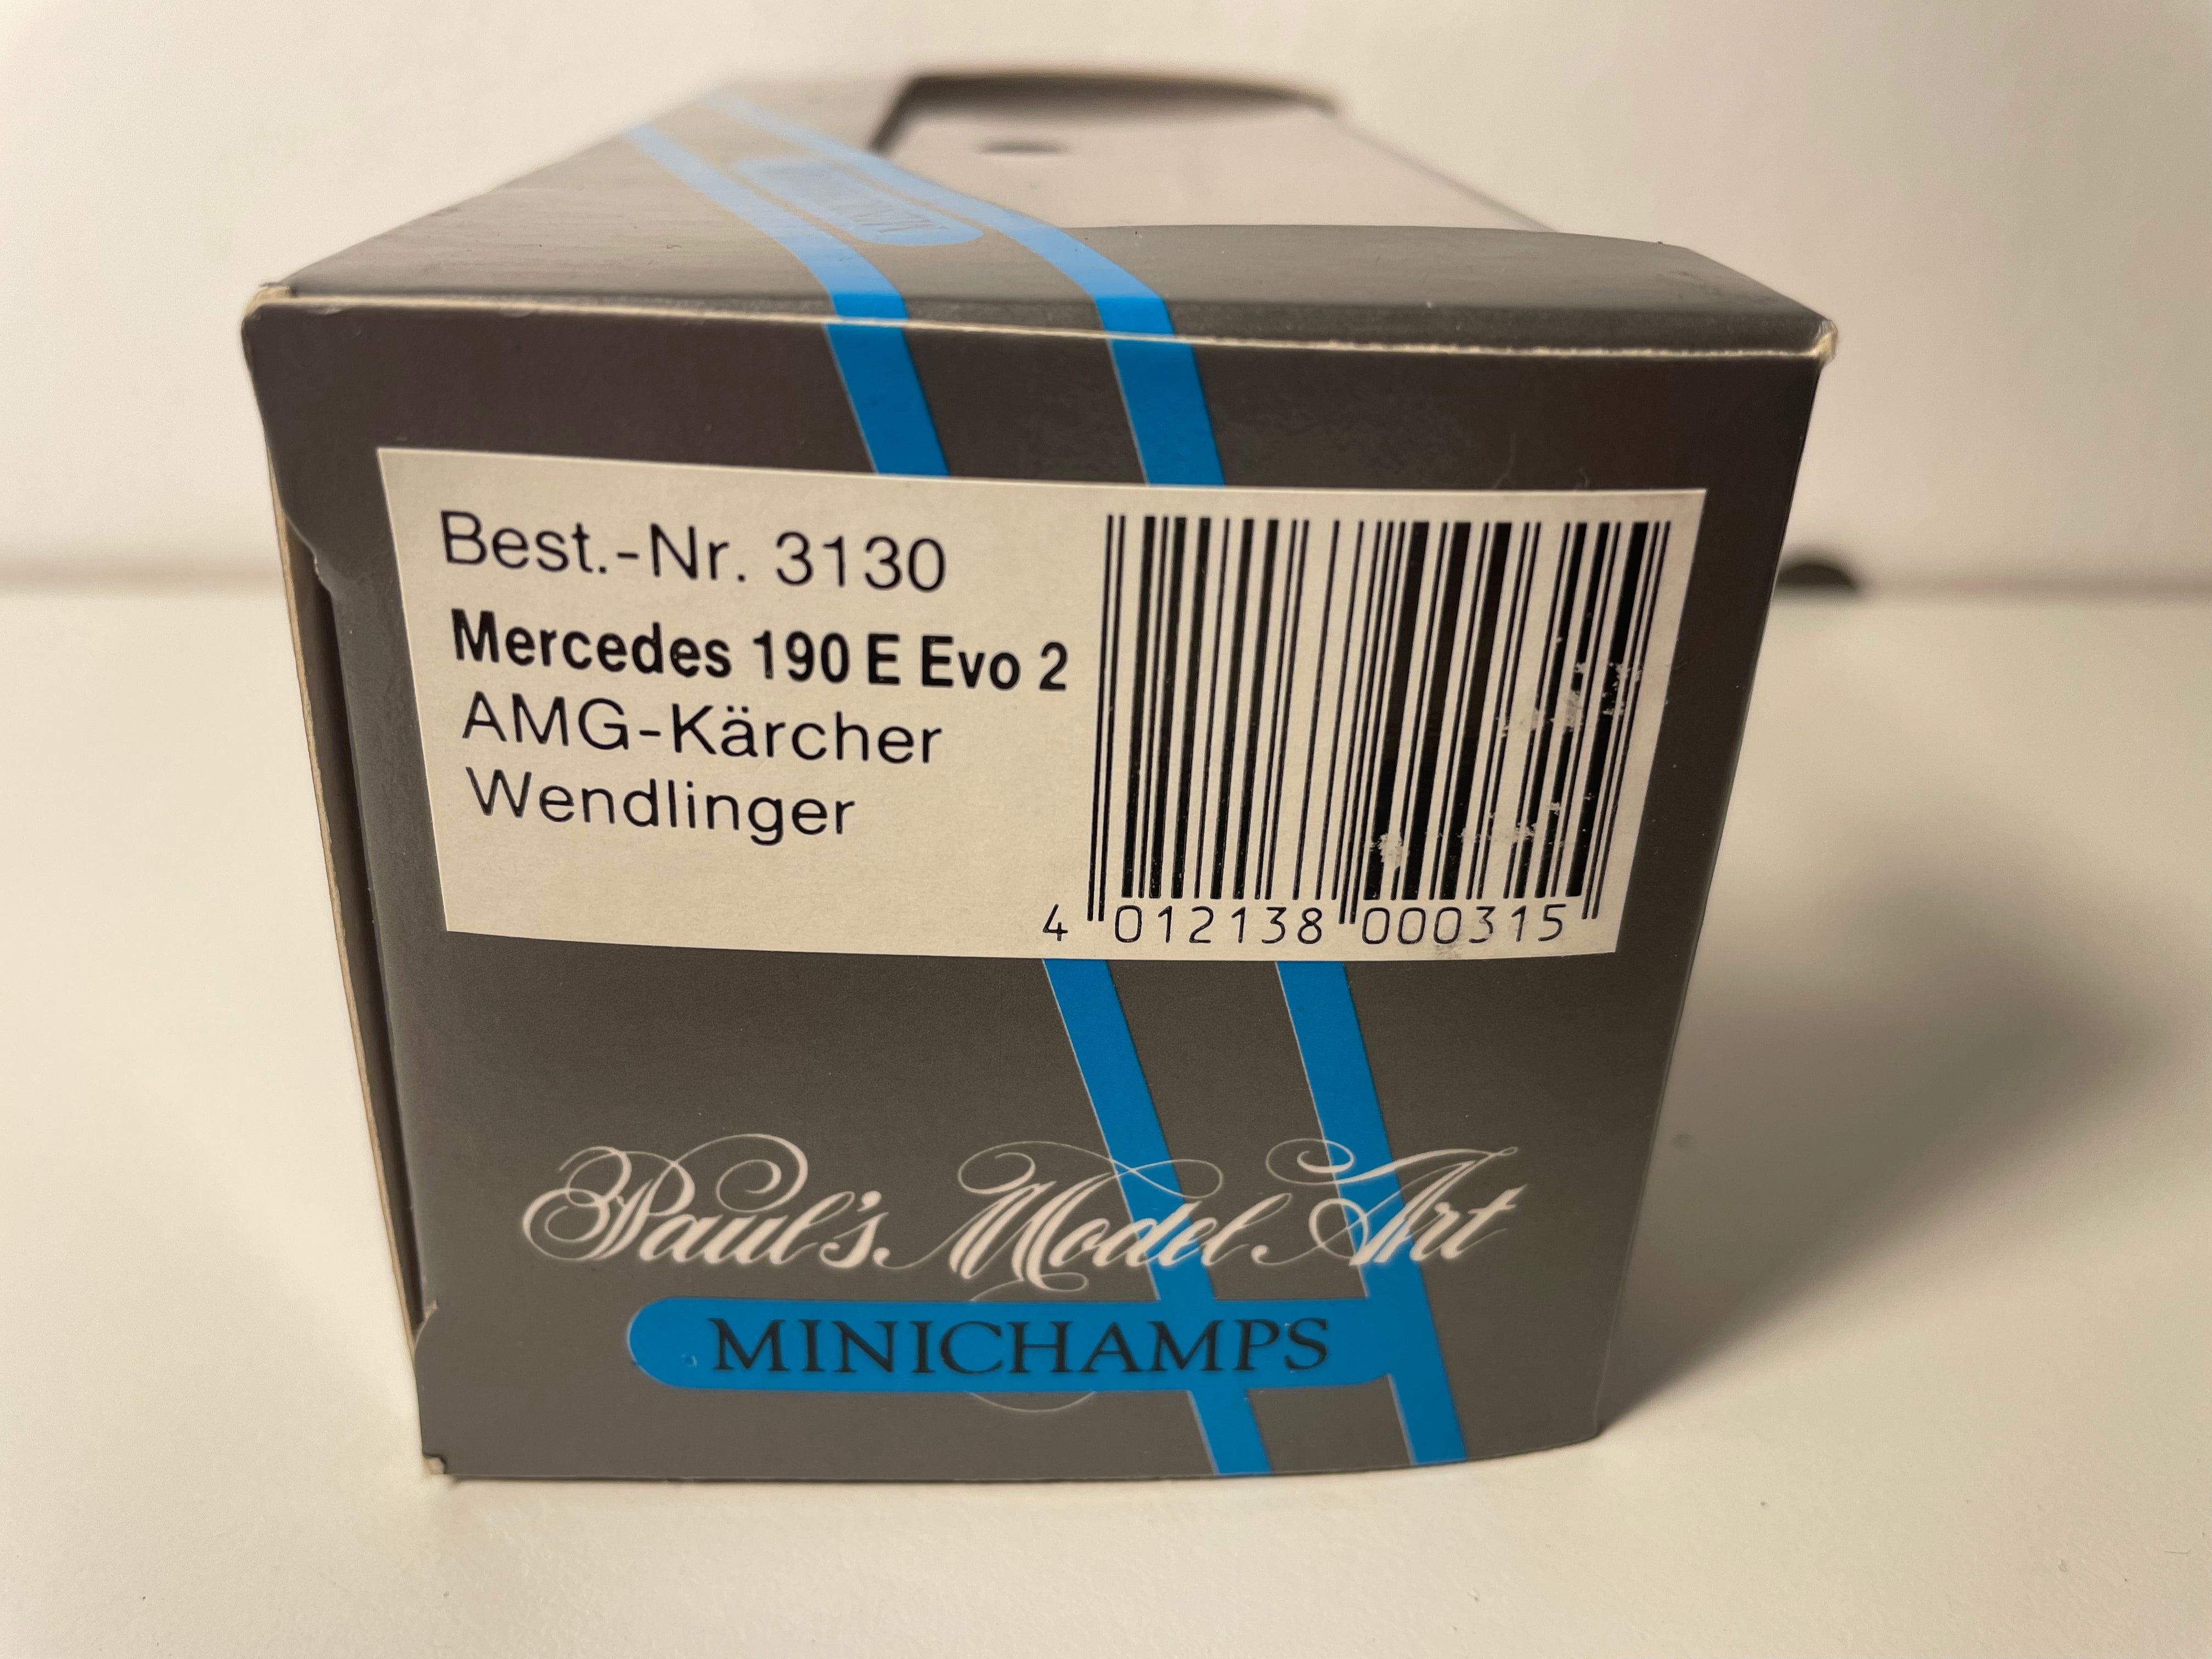 Best.-Nr. 3130
Mercedes 190 E Evo 2
AMG-Kärcher
Wendlinger
4 012138 000315
Paul's Model Art
MINICHAMPS